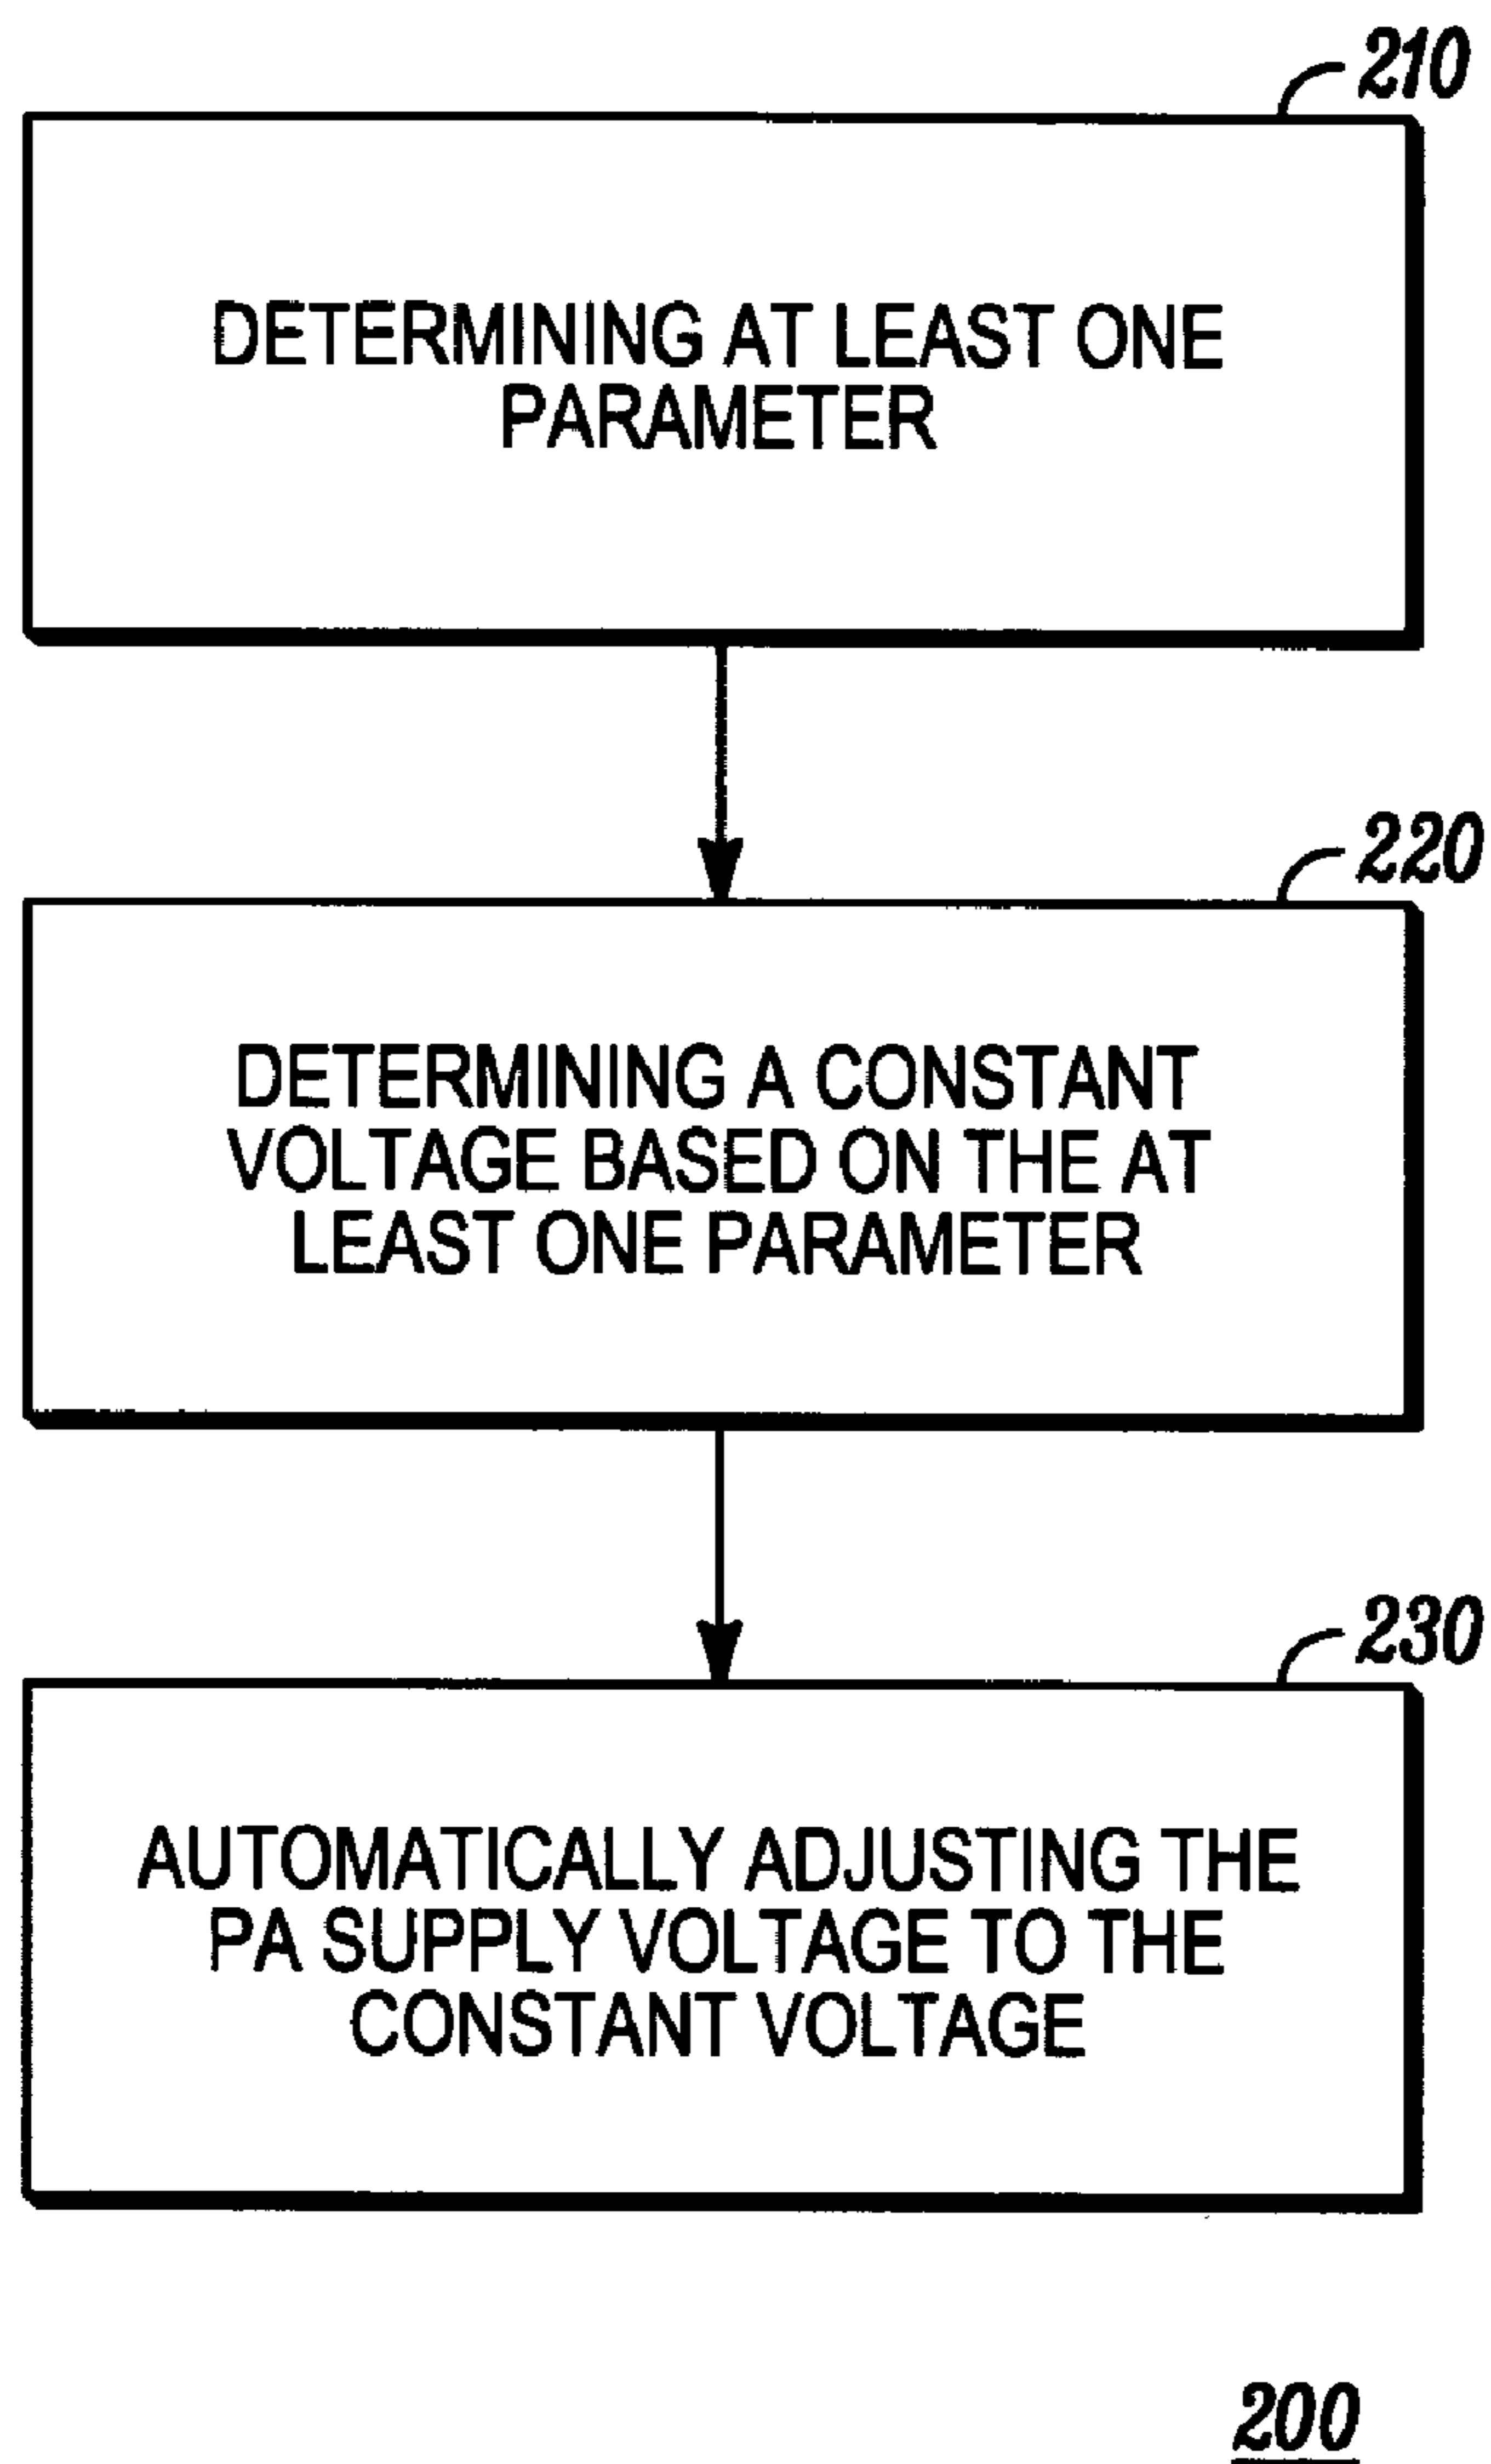 210
DETERMINING AT LEAST ONE
PARAMETER
220
DETERMINING A CONSTANT
VOLTAGE BASED ON THE AT
LEAST ONE PARAMETER
230
AUTOMATICALLY ADJUSTING THE
PA SUPPLY VOLTAGE TO THE
CONSTANT VOLTAGE
200